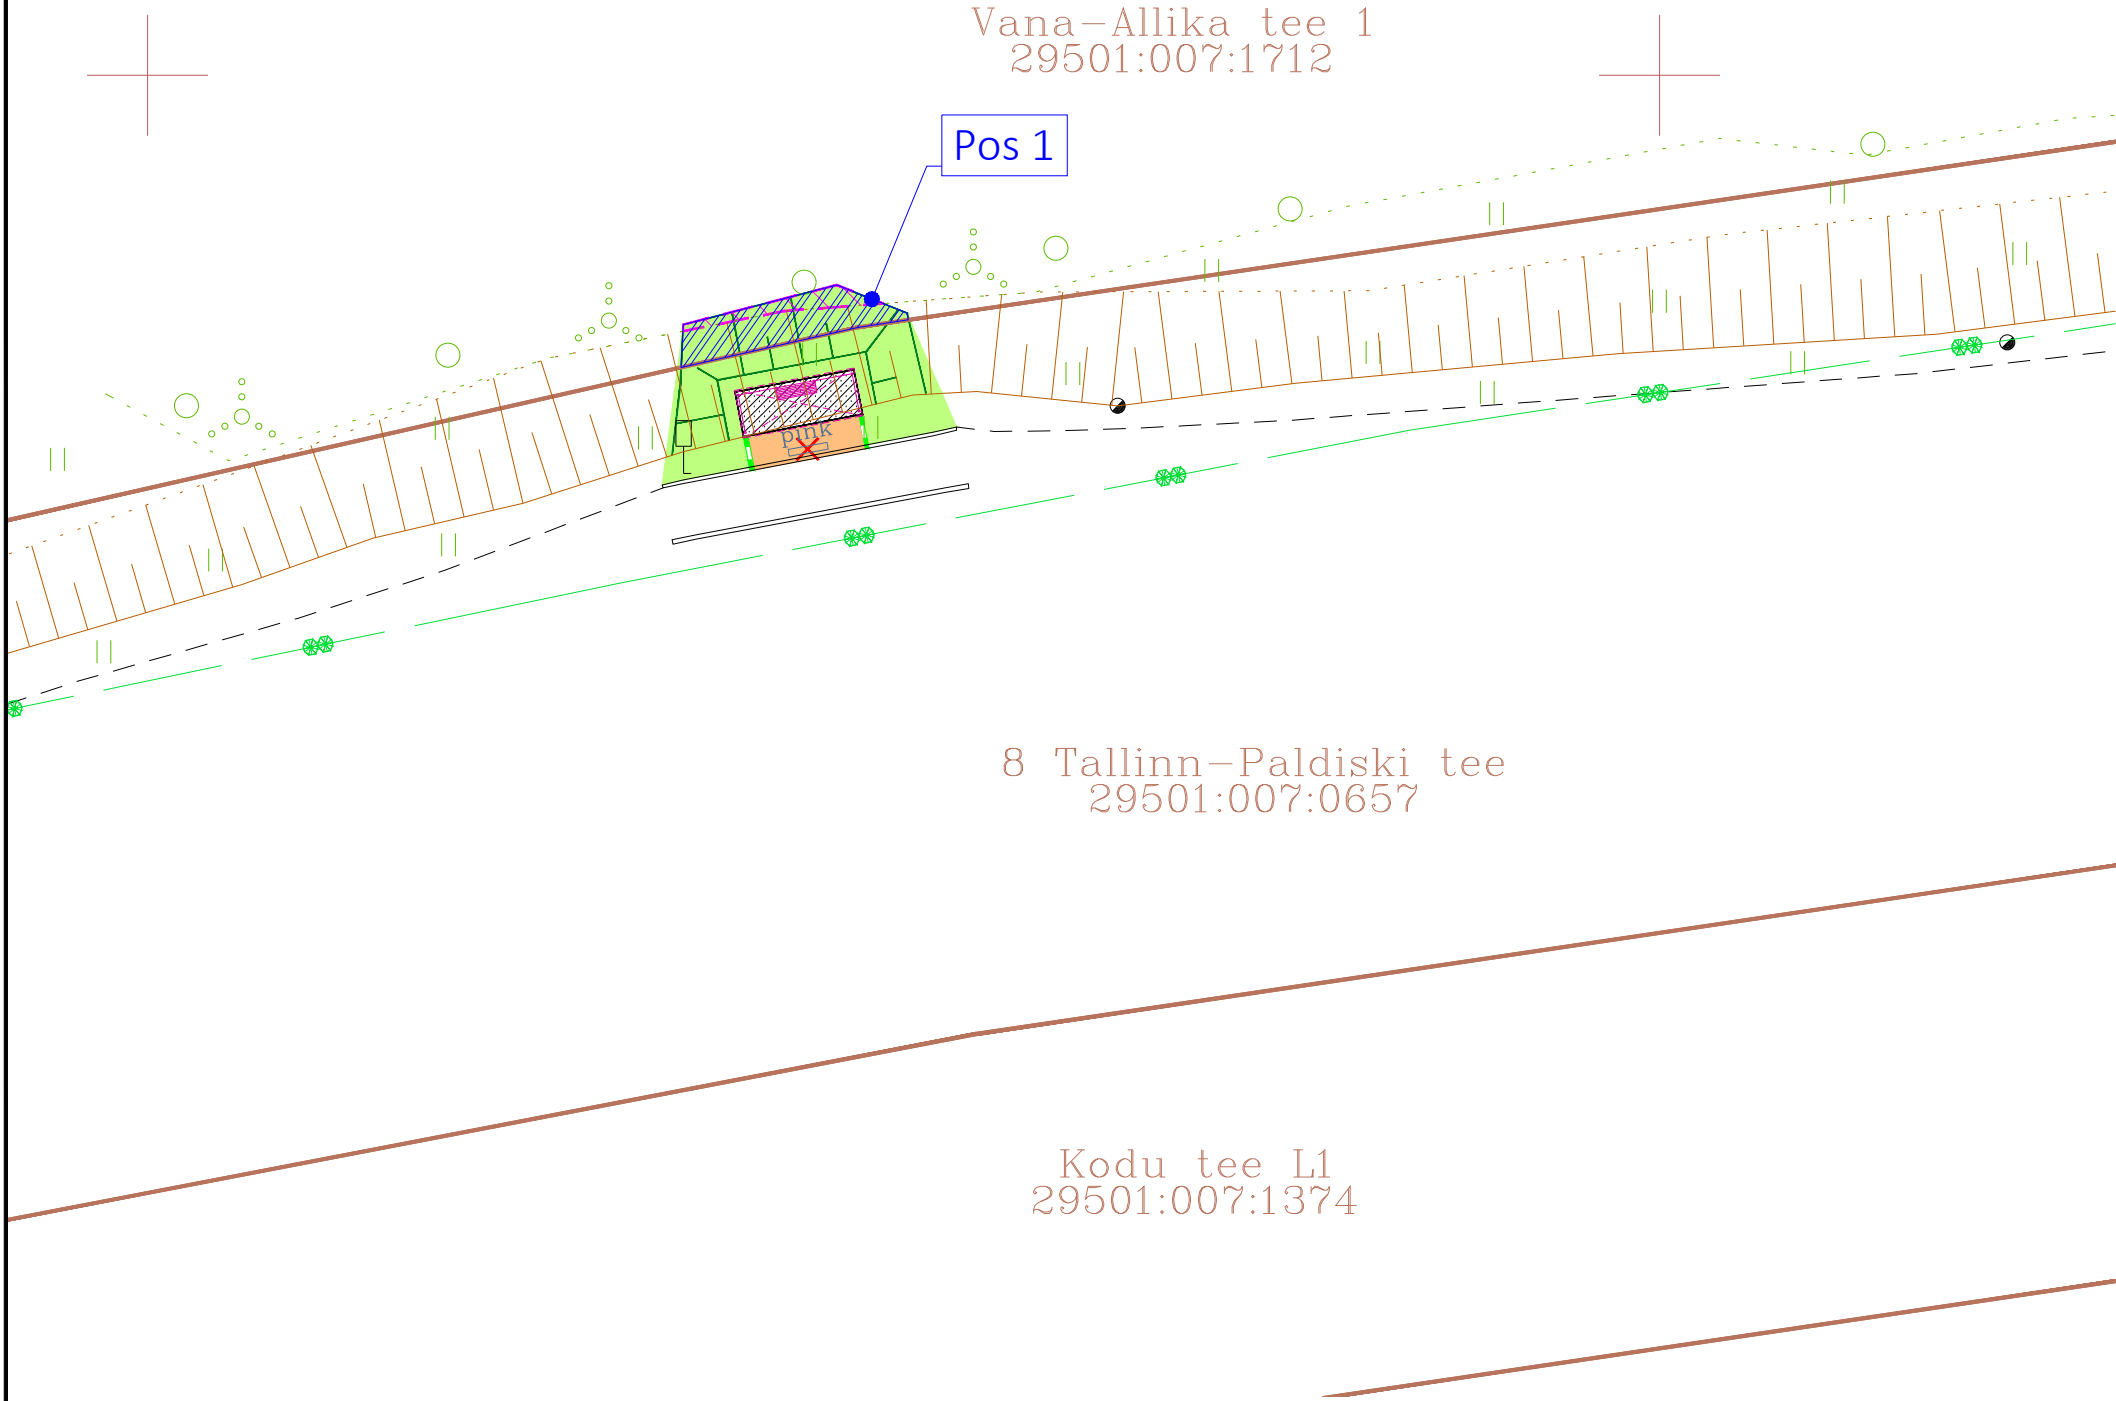 Vana-Allika tee 1
29501:007:1712
Pos 1
pink
8 Tallinn-Paldiski tee
29501:007:0657
Kodu tee L1
29501:007:1374